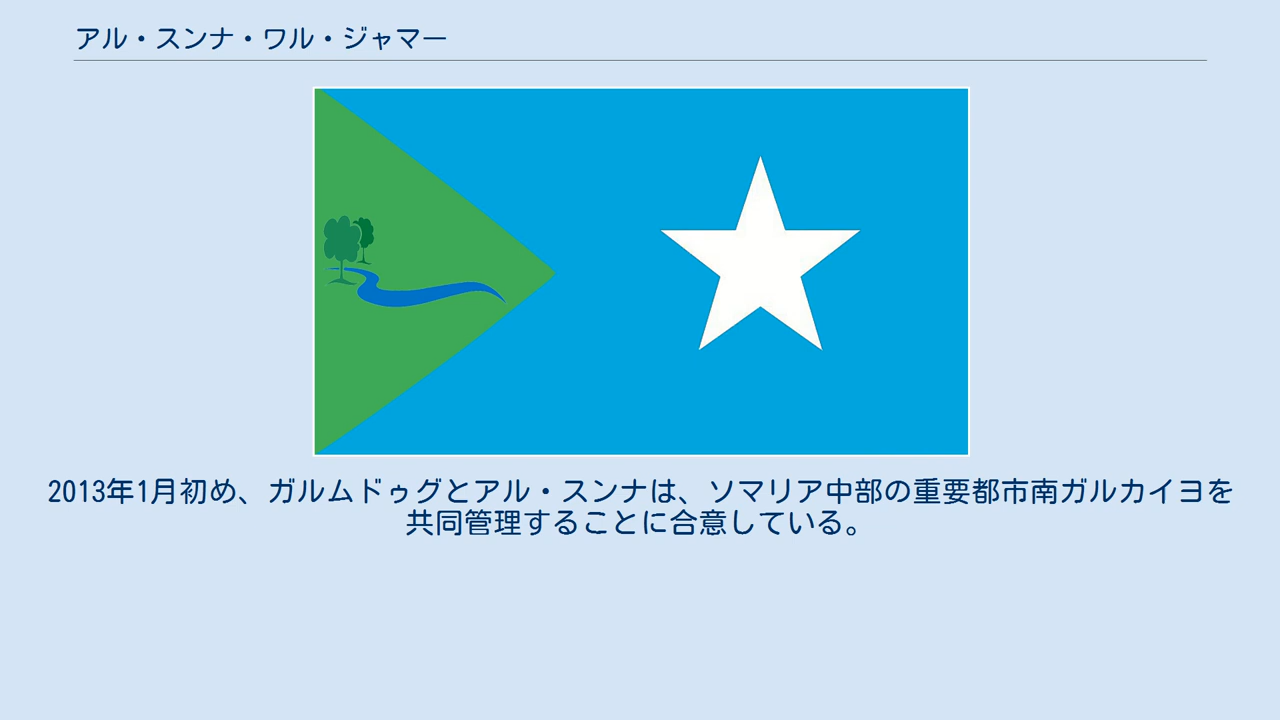 アル・スンナ・ワル・ジャマー
2013年1月初め、ガルムドゥグとアル・スンナは、ソマリア中部の重要都市南ガルカイヨを
共同管理することに合意している。